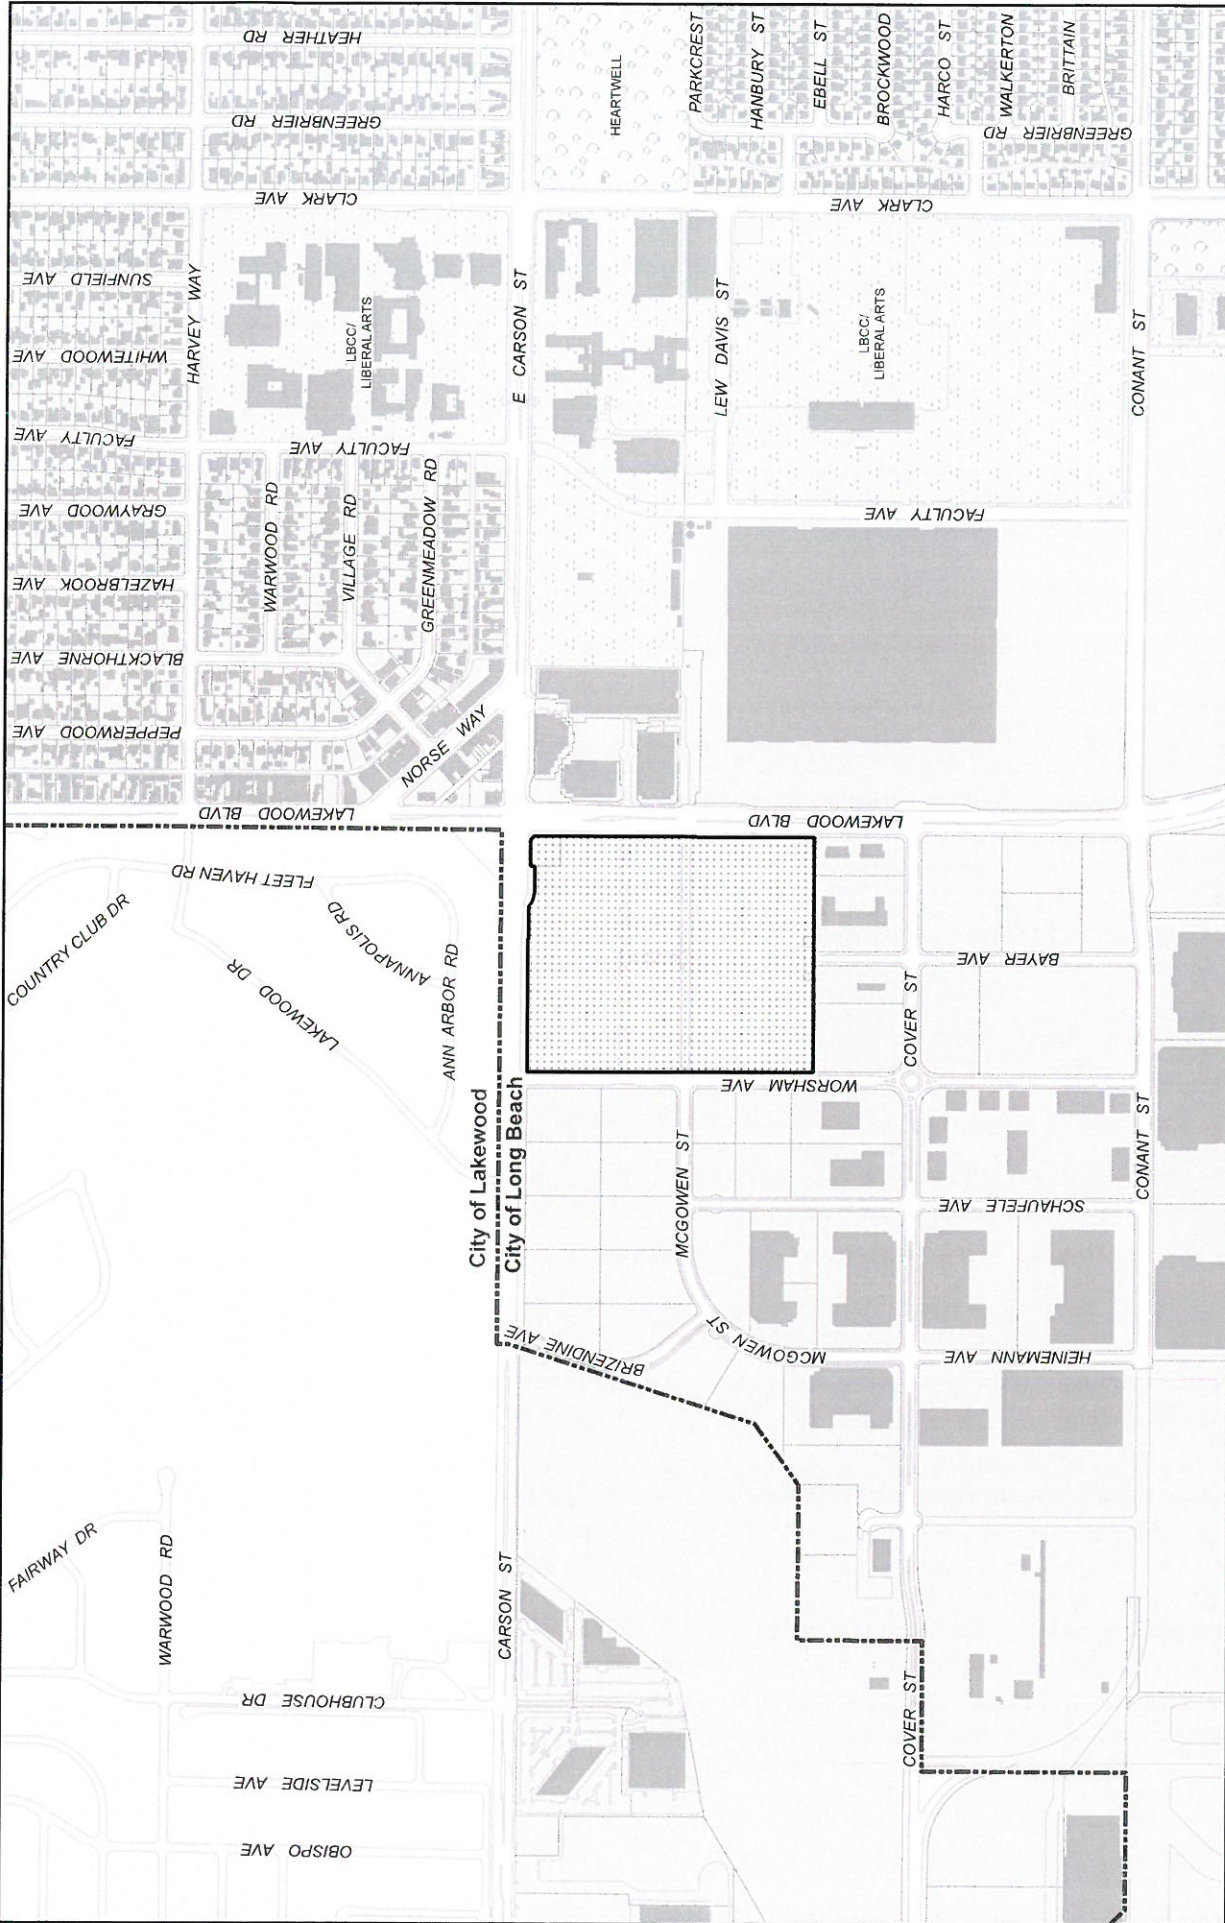 HEATHER RD
GREENBRIER RD
CLARK AVE
HEARTWELL
PARKCREST
HANBURY ST
EBELL ST
BROCKWOOD
HARCO ST
WALKERTON
BRITTAIN
GREENBRIER RD
CLARK AVE
SUNFIELD AVE
WHITEWOOD AVE
FACULTY AVE
GRAYWOOD AVE
HAZELBROOK AVE
BLACKTHORNE AVE
PEPPERWOOD AVE
HARVEY WAY
LBCC/
LIBERAL ARTS
FACULTY AVE
WARWOOD RD
VILLAGE RD
GREENMEADOW RD
NORSE WAY
E CARSON ST
LEW DAVIS ST
LBCC/
LIBERAL ARTS
CONANT ST
FACULTY AVE
LAKEWOOD BLVD
LAKEWOOD BLVD
COUNTRY CLUB DR
FLEET HAVEN RD
ANNAPOLIS RD
LAKEWOOD DR
ANN ARBOR RD
City of Lakewood
City of Long Beach
WORSHAM AVE
BAYER AVE
COVER ST
MCGOWEN ST
SCHAUFELE AVE
CONANT ST
BRIZENDINE AVE
MCGOWEN ST
HEINEMANN AVE
FAIRWAY DR
WARWOOD RD
CARSON ST
CLUBHOUSE DR
LEVELSIDE AVE
OBISPO AVE
COVER ST